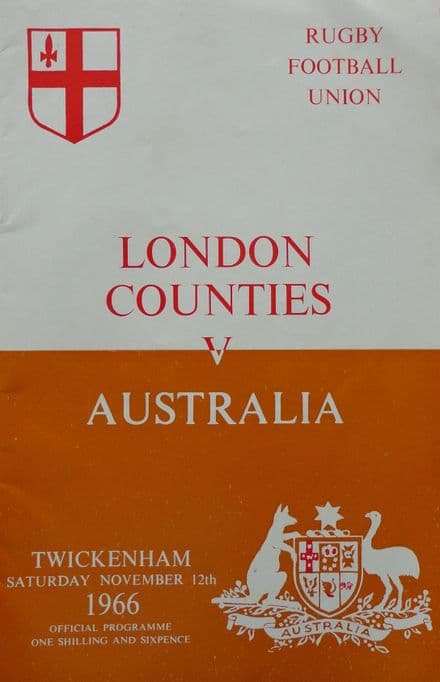 RUGBY
FOOTBALL
UNION
LONDON
COUNTIES
V
AUSTRALIA
TWICKENHAM
SATURDAY NOVEMBER 12th
1966
OFFICIAL PROGRAMME
ONE SHILLING AND SIXPENCE
AUSTRALIA